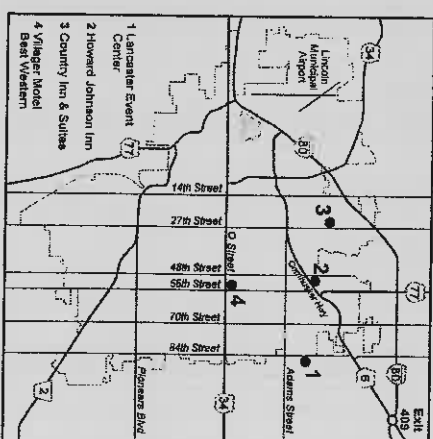 1 Lancaster Event
Center
2 Howard Johnson Inn
3 Country Inn & Suites
4 Villager Motel
Best Western
34
Lincoln
Municipal
Airport
80
77
14th Street
27th Street
48th Street
56th Street
70th Street
84th Street
O Street
Cornhusker Hwy
Adams Street
Pioneers Blvd
3
2
4
1
77
6
80
34
2
Exit
409